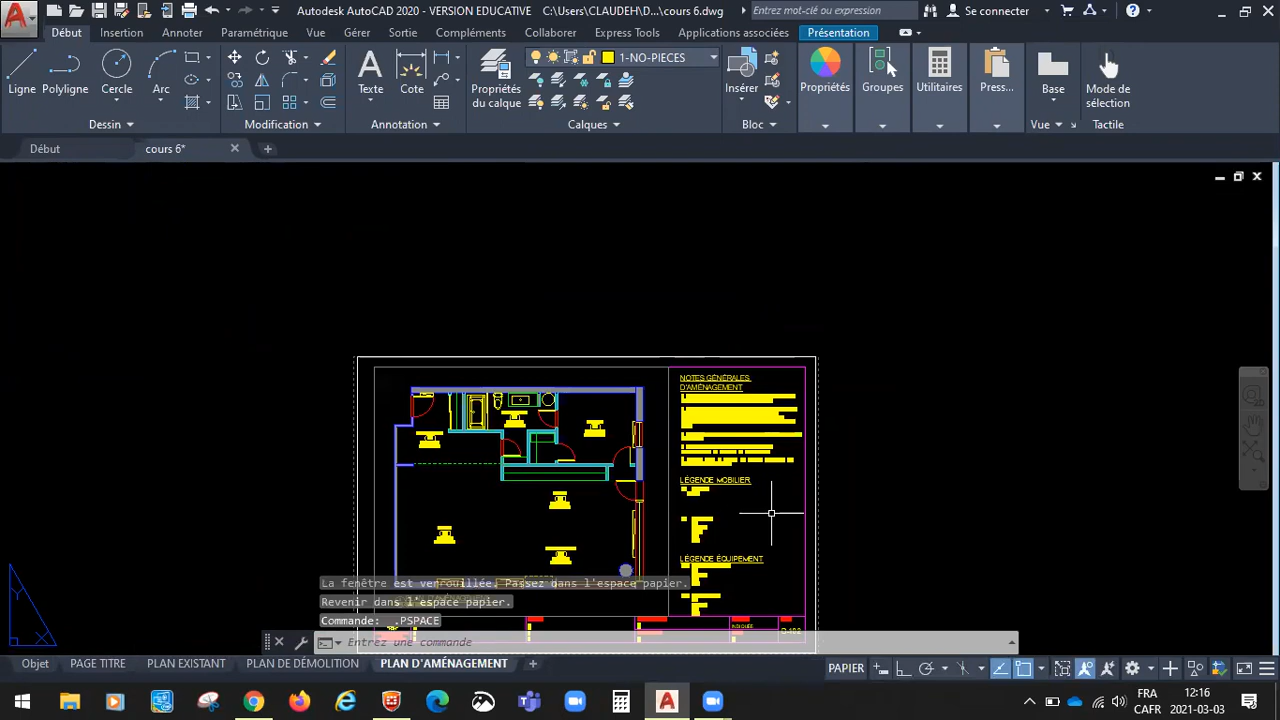 Autodesk AutoCAD 2020 - VERSION EDUCATIVE C:\Users\CLAUDEH\D...\cours 6.dwg
Entrez mot-clé ou expression
Se connecter
Début Insertion Annoter Paramétrique Vue Gérer Sortie Compléments Collaborer Express Tools Applications associées Présentation
1-NO-PIECES
Ligne Polyligne Cercle Arc
Texte Cote
Propriétés du calque
Insérer
Propriétés Groupes Utilitaires Press... Base
Mode de sélection
Dessin Modification Annotation Calques Bloc Vue Tactile
Début cours 6*
NOTES GÉNÉRALES
D'AMÉNAGEMENT
LÉGENDE MOBILIER
LÉGENDE ÉQUIPEMENT
Y
La fenêtre est verrouillée. Passez dans l'espace papier.
Revenir dans l'espace papier.
Commande: .PSPACE
Entrez une commande
Objet PAGE TITRE PLAN EXISTANT PLAN DE DÉMOLITION PLAN D'AMÉNAGEMENT
PAPIER
FRA
CAFR
12:16
2021-03-03